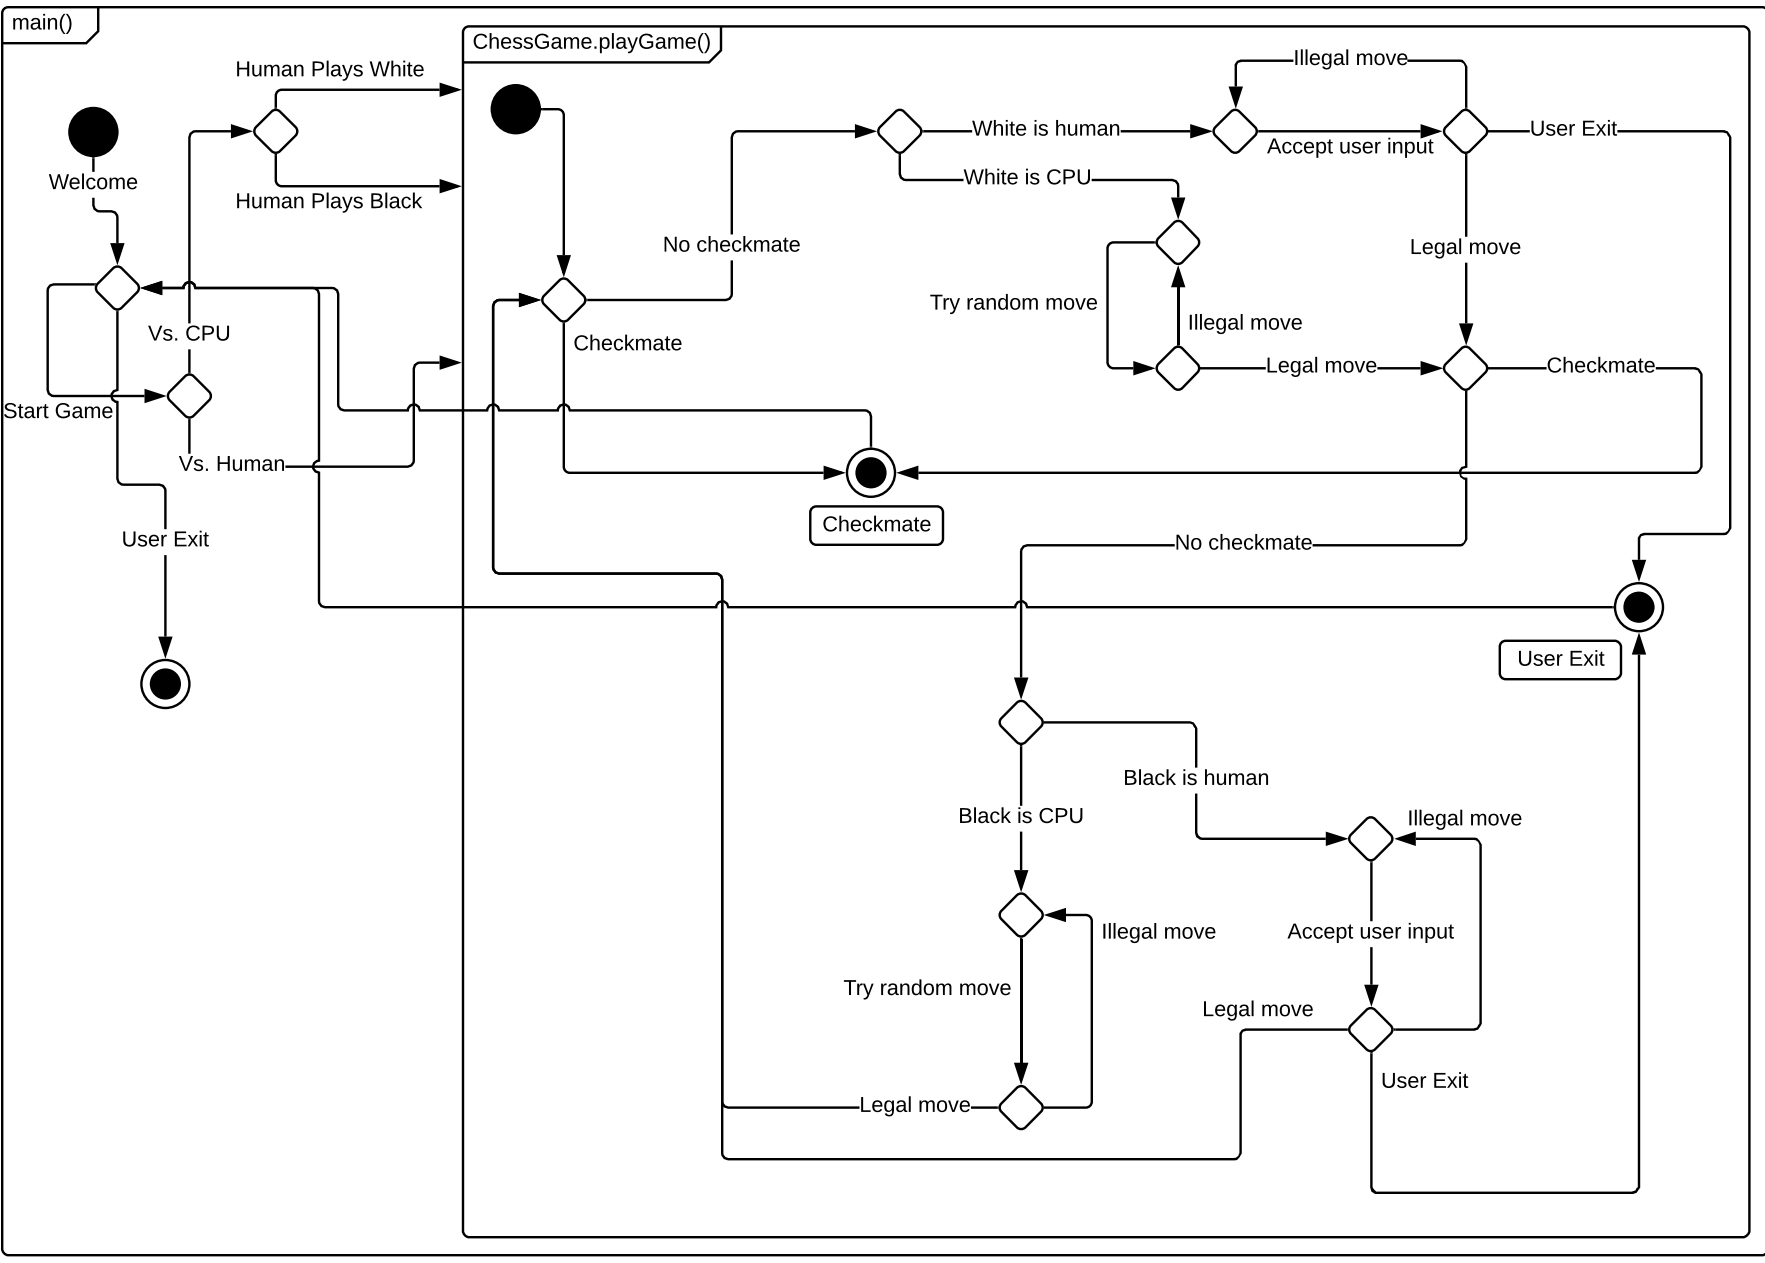 main()
ChessGame.playGame()
Human Plays White
Illegal move
White is human
User Exit
Accept user input
Welcome
White is CPU
Human Plays Black
No checkmate
Legal move
Try random move
Illegal move
Vs. CPU
Checkmate
Legal move
Checkmate
Start Game
Vs. Human
Checkmate
User Exit
No checkmate
User Exit
Black is human
Black is CPU
Illegal move
Illegal move
Accept user input
Try random move
Legal move
User Exit
Legal move